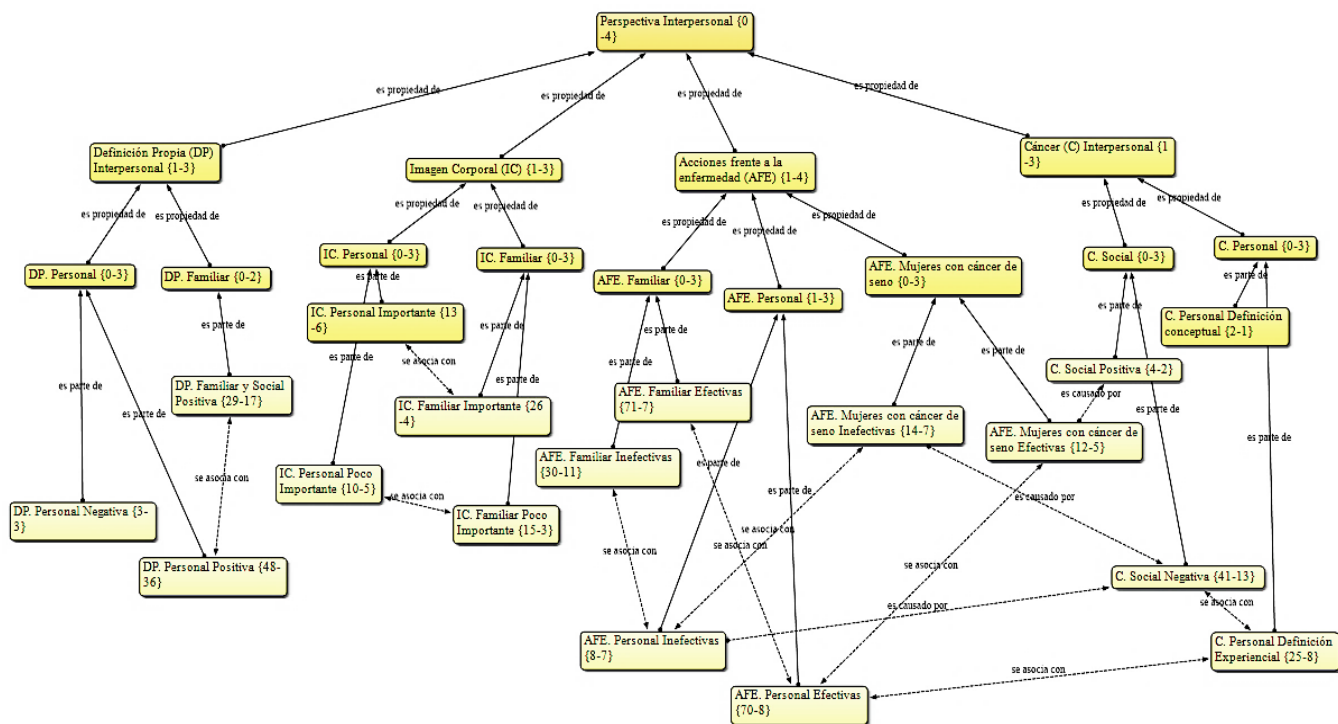 Perspectiva Interpersonal {0
-4}
es propiedad de
es propiedad de
es propiedad de
es propiedad de
Definición Propia (DP)
Interpersonal {1-3}
Imagen Corporal (IC) {1-3}
Acciones frente a la
enfermedad (AFE) {1-4}
Cáncer (C) Interpersonal {1
-3}
es propiedad de
es propiedad de
es propiedad de
es propiedad de
es propiedad de
es propiedad de
es propiedad de
es propiedad de
es propiedad de
DP. Personal {0-3}
DP. Familiar {0-2}
IC. Personal {0-3}
IC. Familiar {0-3}
AFE. Familiar {0-3}
AFE. Personal {1-3}
AFE. Mujeres con cáncer de
seno {0-3}
C. Social {0-3}
C. Personal {0-3}
es parte de
es parte de
es parte de
es parte de
es parte de
es parte de
es parte de
es parte de
es parte de
IC. Personal Importante {13
-6}
C. Personal Definición
conceptual {2-1}
se asocia con
es parte de
es parte de
es parte de
DP. Familiar y Social
Positiva {29-17}
IC. Familiar Importante {26
-4}
AFE. Familiar Efectivas
{71-7}
C. Social Positiva {4-2}
es causado por
es parte de
es parte de
es parte de
AFE. Mujeres con cáncer de
seno Inefectivas {14-7}
AFE. Mujeres con cáncer de
seno Efectivas {12-5}
AFE. Familiar Inefectivas
{30-11}
es parte de
se asocia con
IC. Personal Poco
Importante {10-5}
se asocia con
es parte de
es causado por
DP. Personal Negativa {3-
3}
IC. Familiar Poco
Importante {15-3}
se asocia con
se asocia con
se asocia con
se asocia con
DP. Personal Positiva {48-
36}
C. Social Negativa {41-13}
es causado por
se asocia con
AFE. Personal Inefectivas
{8-7}
C. Personal Definición
Experiencial {25-8}
se asocia con
AFE. Personal Efectivas
{70-8}